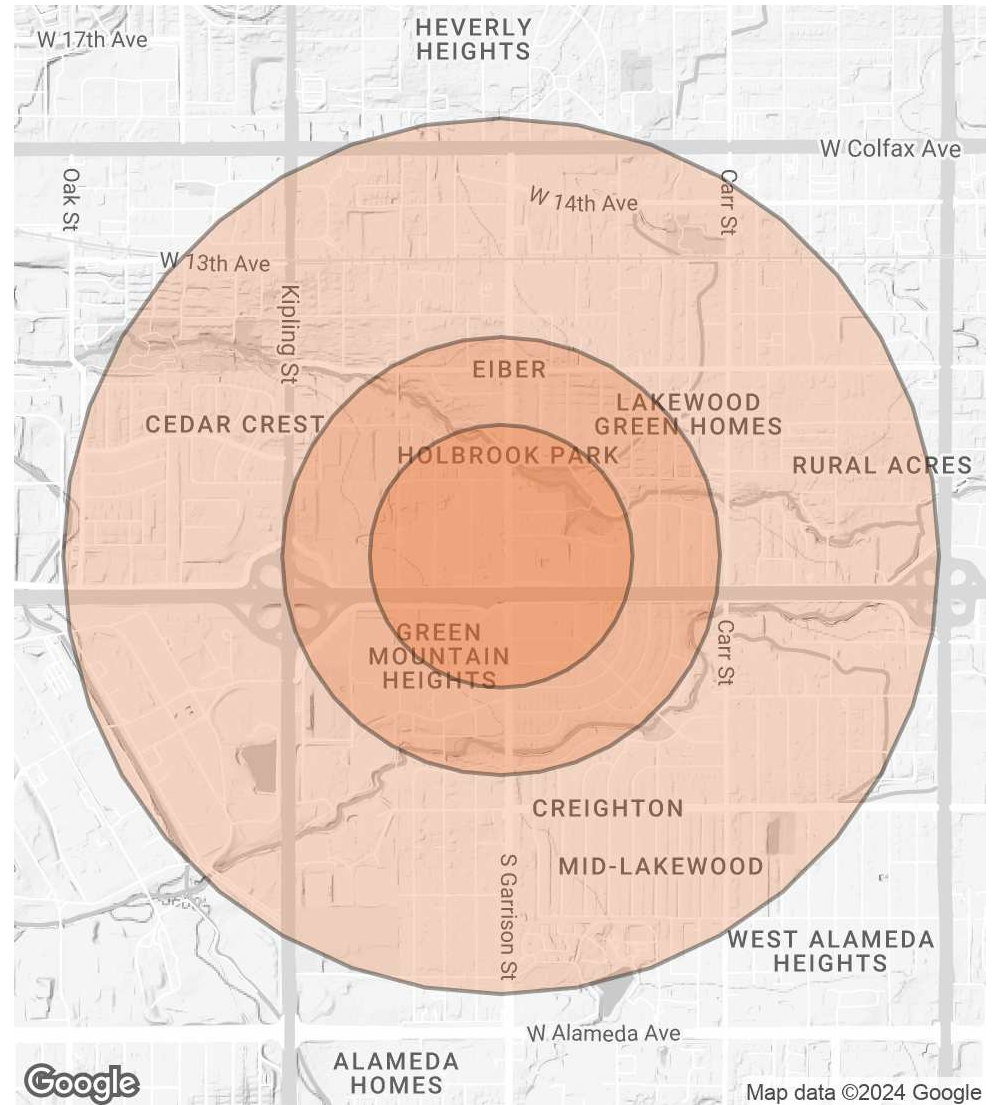 HEVERLY
HEIGHTS
W 17th Ave
W Colfax Ave
Oak St
Carr St
W 14th Ave
W 13th Ave
Kipling St
EIBER
CEDAR CREST
LAKEWOOD
GREEN HOMES
HOLBROOK PARK
RURAL ACRES
GREEN
MOUNTAIN
HEIGHTS
Carr St
CREIGHTON
MID-LAKEWOOD
S Garrison St
WEST ALAMEDA
HEIGHTS
W Alameda Ave
ALAMEDA
HOMES
Google
Map data ©2024 Google